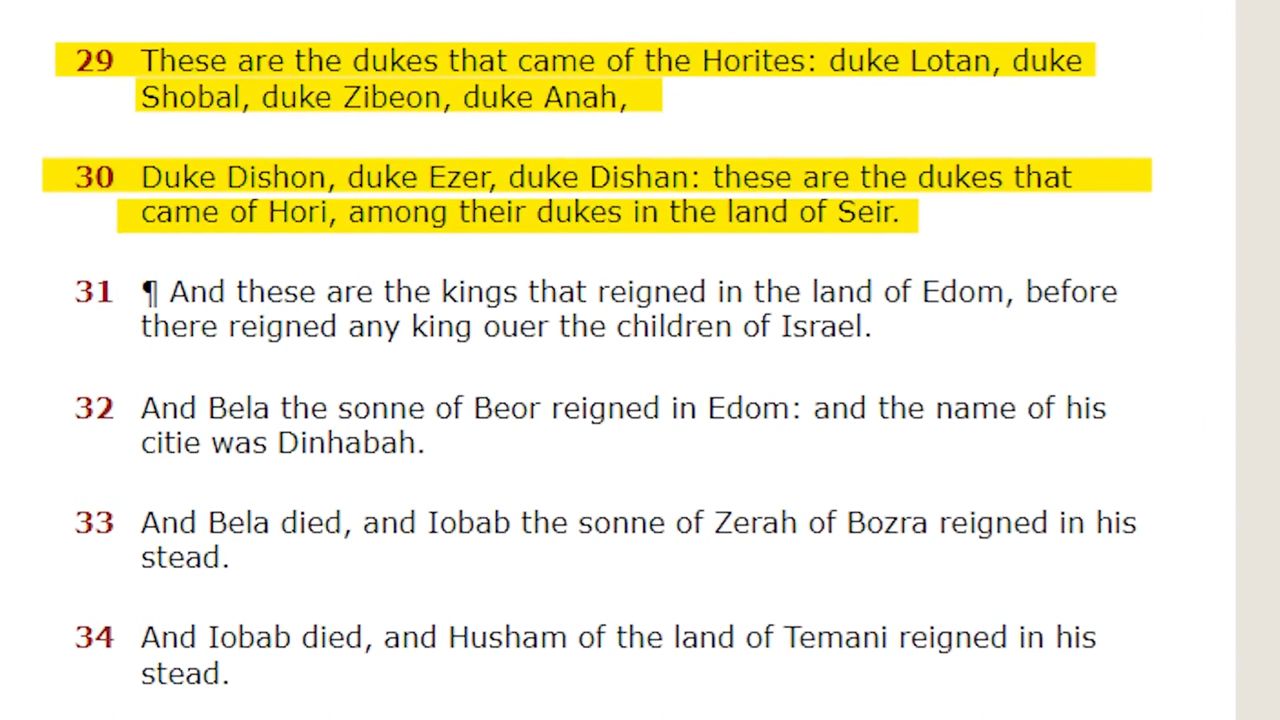 29 These are the dukes that came of the Horites: duke Lotan, duke
Shobal, duke Zibeon, duke Anah,
30 Duke Dishon, duke Ezer, duke Dishan: these are the dukes that
came of Hori, among their dukes in the land of Seir.
31 ¶ And these are the kings that reigned in the land of Edom, before
there reigned any king ouer the children of Israel.
32 And Bela the sonne of Beor reigned in Edom: and the name of his
citie was Dinhabah.
33 And Bela died, and Iobab the sonne of Zerah of Bozra reigned in his
stead.
34 And Iobab died, and Husham of the land of Temani reigned in his
stead.